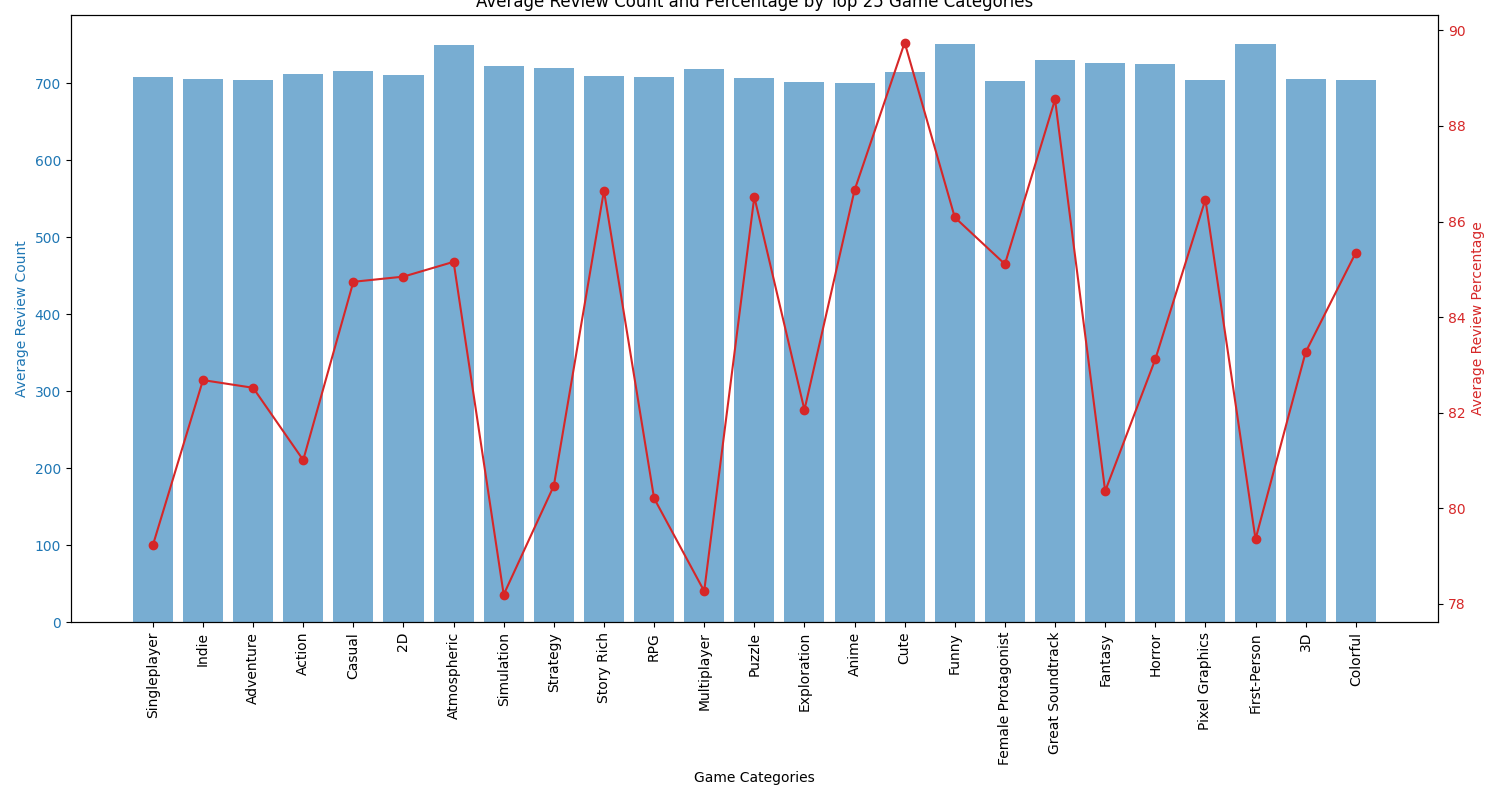 Average Review Count and Percentage by Top 25 Game Categories
Average Review Count
700
600
500
400
300
200
100
0
90
88
86
84
82
80
78
Average Review Percentage
Singleplayer
Indie
Adventure
Action
Casual
2D
Atmospheric
Simulation
Strategy
Story Rich
RPG
Multiplayer
Puzzle
Exploration
Anime
Cute
Funny
Female Protagonist
Great Soundtrack
Fantasy
Horror
Pixel Graphics
First-Person
3D
Colorful
Game Categories